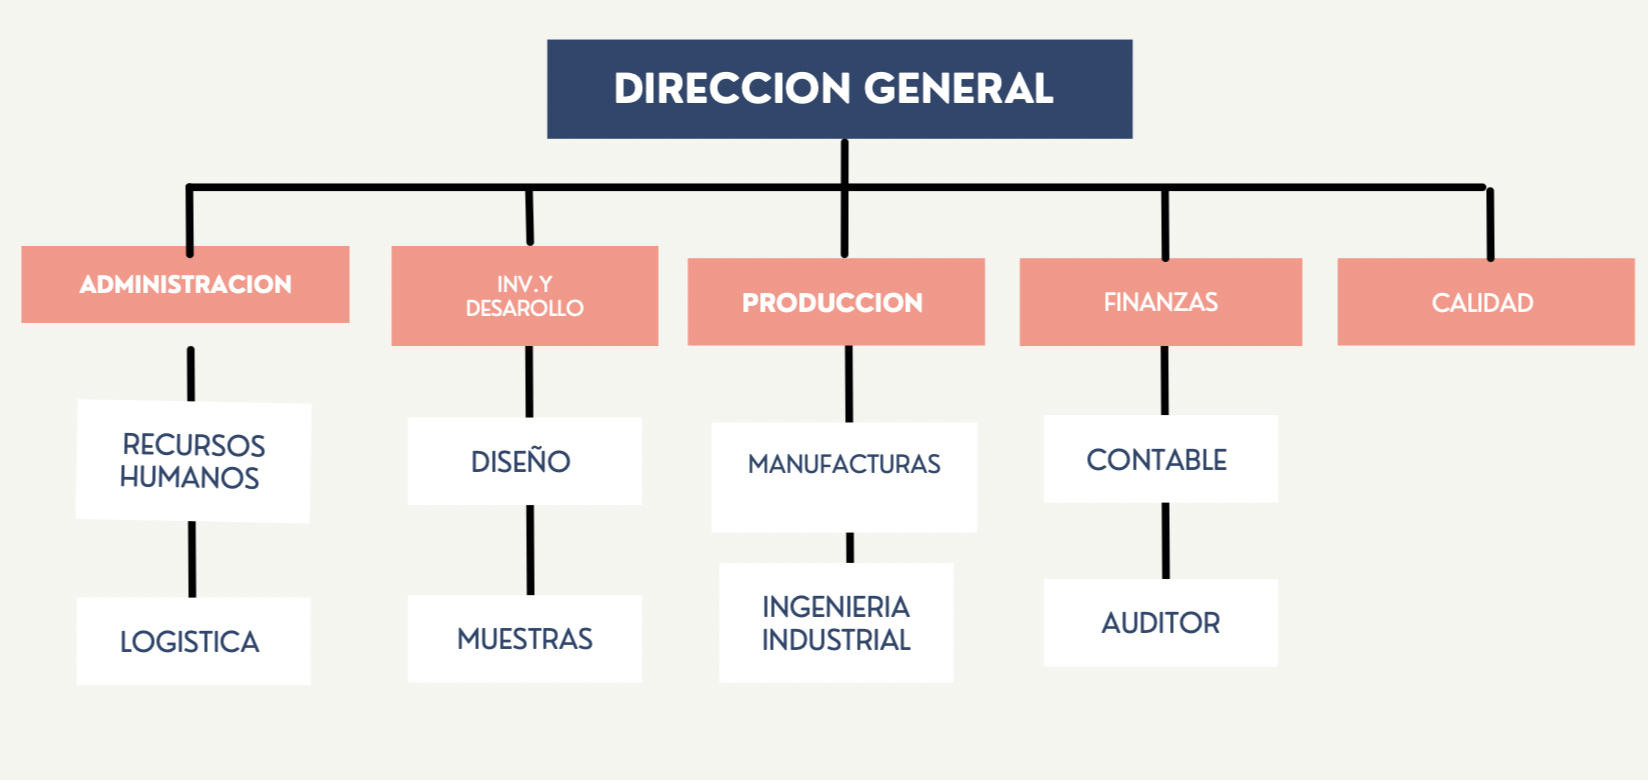 DIRECCION GENERAL
ADMINISTRACION
INV.Y
DESAROLLO
PRODUCCION
FINANZAS
CALIDAD
RECURSOS
HUMANOS
DISEÑO
MANUFACTURAS
CONTABLE
LOGISTICA
MUESTRAS
INGENIERIA
INDUSTRIAL
AUDITOR